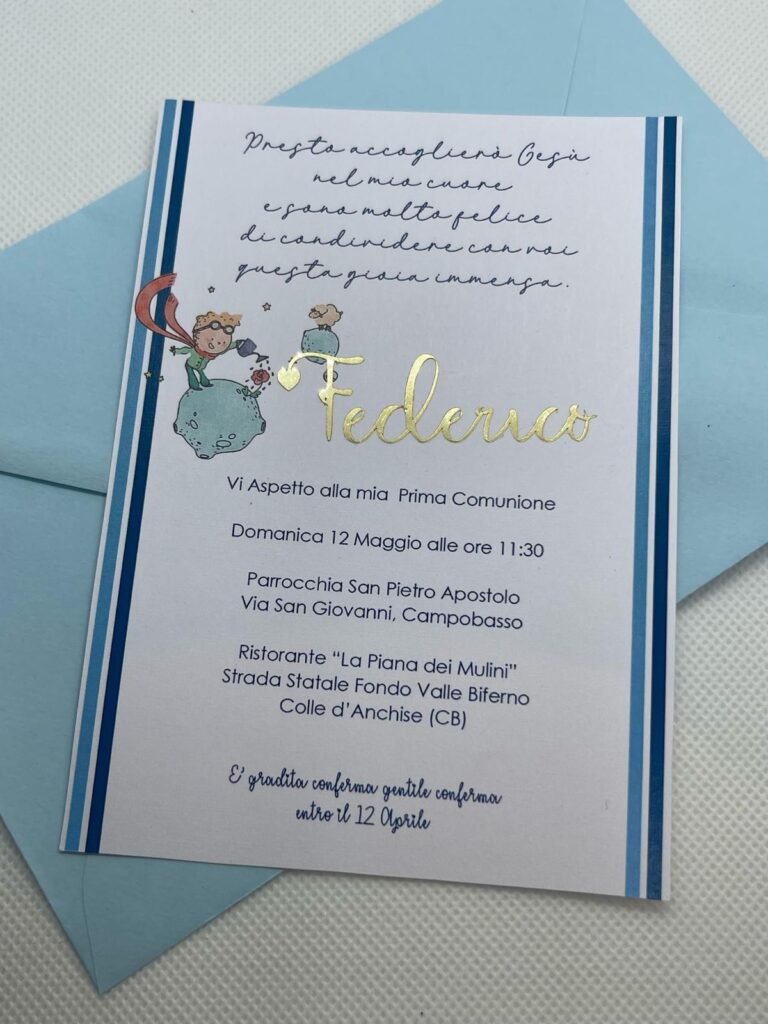 Presto accoglierò Gesù
nel mio cuore
e sono molto felice
di condividere con voi
questa gioia immensa.
Federico
Vi Aspetto alla mia Prima Comunione
Domanica 12 Maggio alle ore 11:30
Parrocchia San Pietro Apostolo
Via San Giovanni, Campobasso
Ristorante “La Piana dei Mulini”
Strada Statale Fondo Valle Biferno
Colle d’Anchise (CB)
E’ gradita conferma gentile conferma
entro il 12 Aprile